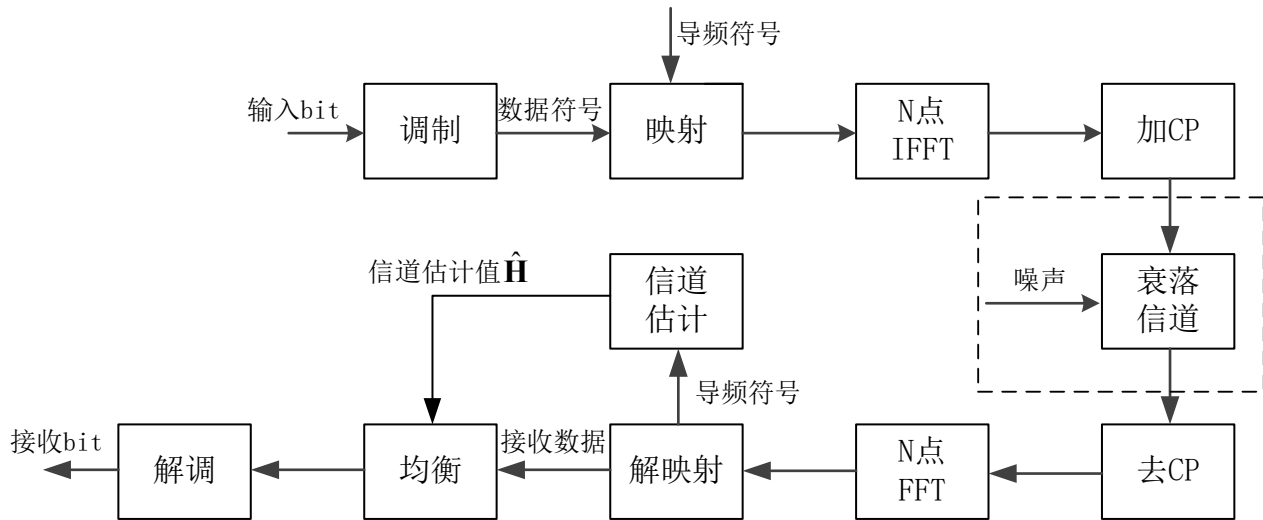 导频符号
输入bit
调制
数据符号
映射
N点
IFFT
加CP
信道估计值Ĥ
信道
估计
噪声
衰落
信道
导频符号
接收bit
解调
均衡
接收数据
解映射
N点
FFT
去CP